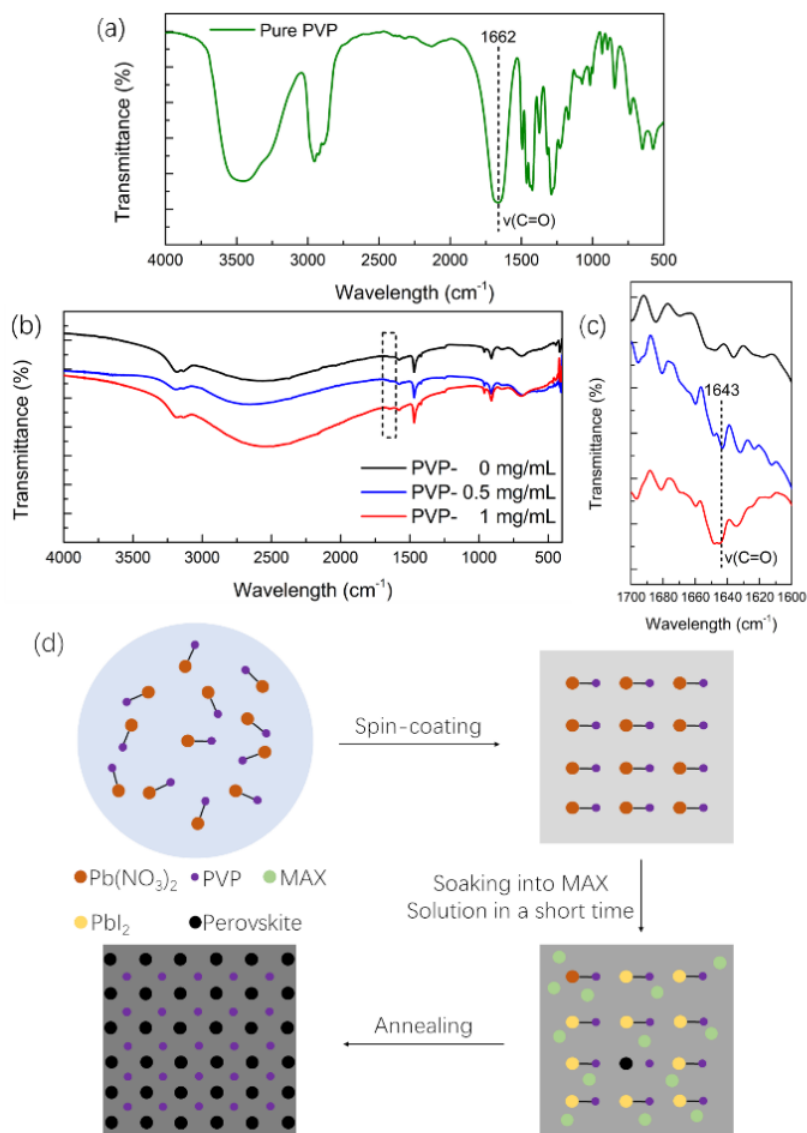 (a)
Pure PVP
1662
Transmittance (%)
ν(C=O)
4000 3500 3000 2500 2000 1500 1000 500
Wavelength (cm⁻¹)
(b)
Transmittance (%)
PVP- 0 mg/mL
PVP- 0.5 mg/mL
PVP- 1 mg/mL
4000 3500 3000 2500 2000 1500 1000 500
Wavelength (cm⁻¹)
(c)
1643
Transmittance (%)
ν(C=O)
1700 1680 1660 1640 1620 1600
Wavelength (cm⁻¹)
(d)
Spin-coating
Pb(NO₃)₂ PVP MAX
PbI₂ Perovskite
Soaking into MAX
Solution in a short time
Annealing